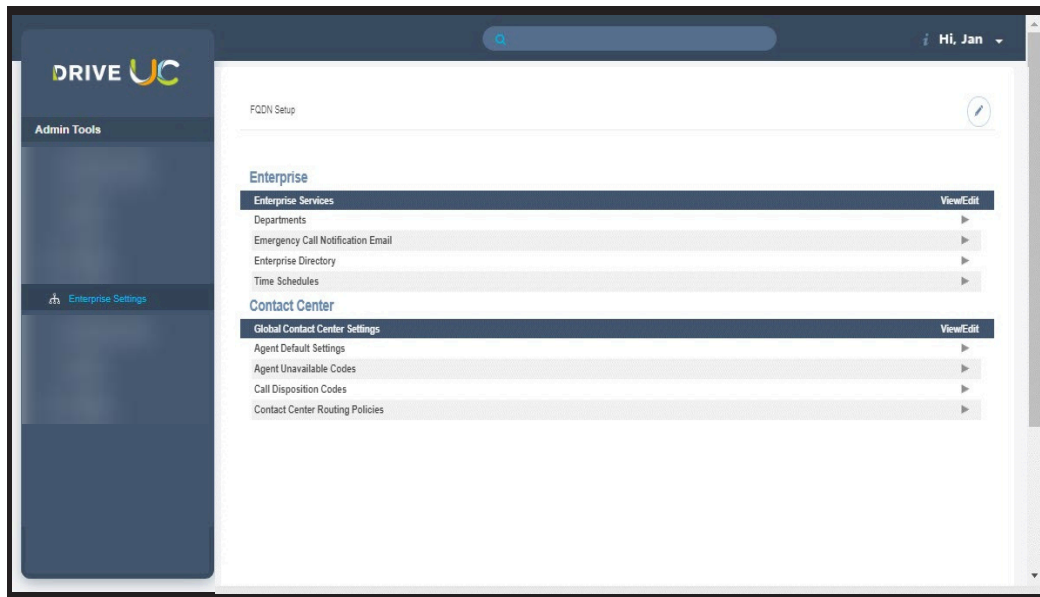 Hi, Jan
DRIVE UC
Admin Tools
Enterprise Settings
FQDN Setup
Enterprise
Enterprise Services View/Edit
Departments
Emergency Call Notification Email
Enterprise Directory
Time Schedules
Contact Center
Global Contact Center Settings View/Edit
Agent Default Settings
Agent Unavailable Codes
Call Disposition Codes
Contact Center Routing Policies